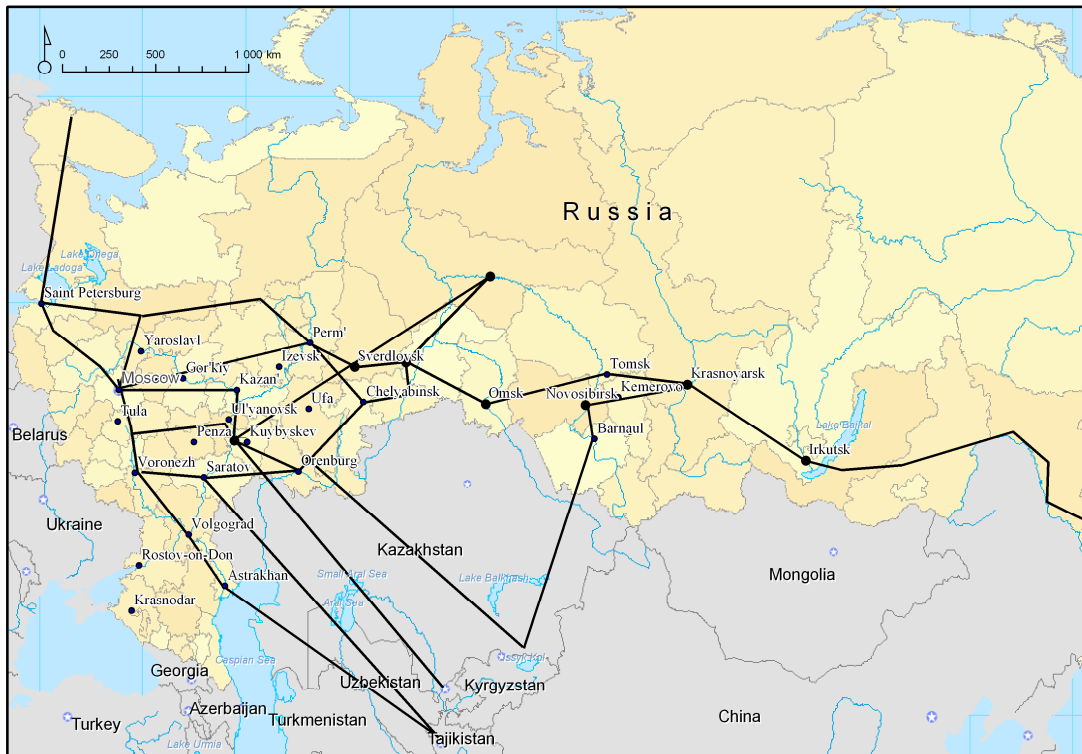 0 250 500 1 000 km
Russia
Lake Onega
Lake Ladoga
Saint Petersburg
Yaroslavl
Perm'
Izevsk
Sverdlovsk
Gor'kiy
Moscow
Kazan'
Chelyabinsk
Tomsk
Krasnoyarsk
Omsk
Novosibirsk
Kemerovo
Ufa
Tula
Ul'yanovsk
Belarus
Penza
Kuybyskev
Barnaul
Lake Baikal
Voronezh
Saratov
Orenburg
Irkutsk
Ukraine
Volgograd
Kazakhstan
Rostov-on-Don
Astrakhan
Small Aral Sea
Lake Balkhash
Mongolia
Aral Sea
Krasnodar
Caspian Sea
Issyk Kol
Georgia
Uzbekistan
Kyrgyzstan
Azerbaijan
Turkmenistan
Turkey
China
Lake Urmia
Tajikistan